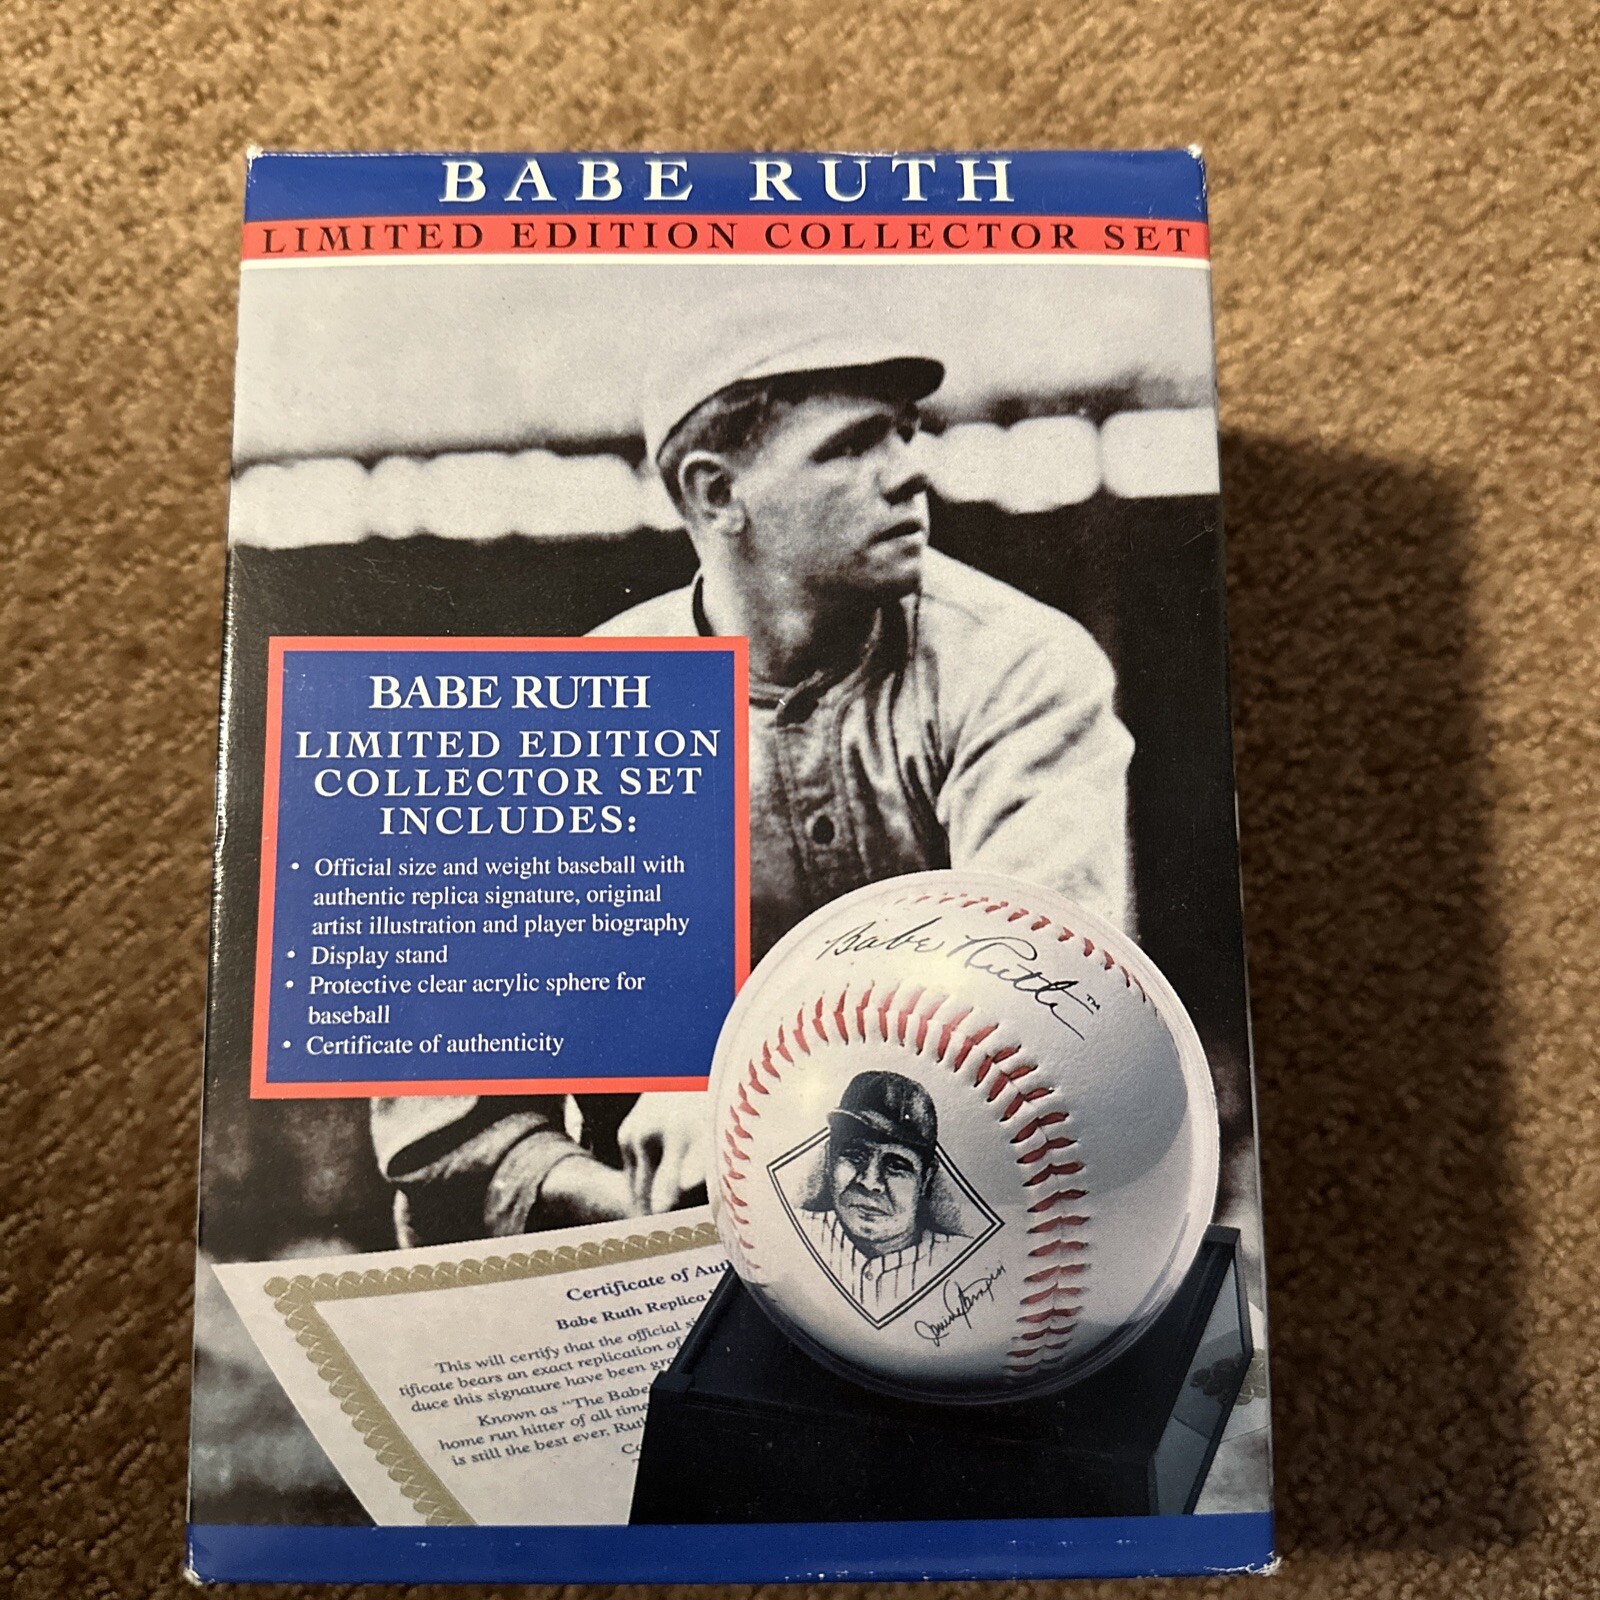 BABE RUTH
LIMITED EDITION COLLECTOR SET
BABE RUTH
LIMITED EDITION
COLLECTOR SET
INCLUDES:
• Official size and weight baseball with
authentic replica signature, original
artist illustration and player biography
• Display stand
• Protective clear acrylic sphere for
baseball
• Certificate of authenticity
Babe Ruth™
Certificate of Aut
Babe Ruth Replica
This will certify that the official si
tificate bears an exact replication of
duce this signature have been gr
Known as "The Babe
home run hitter of all time
is still the best ever. Rut